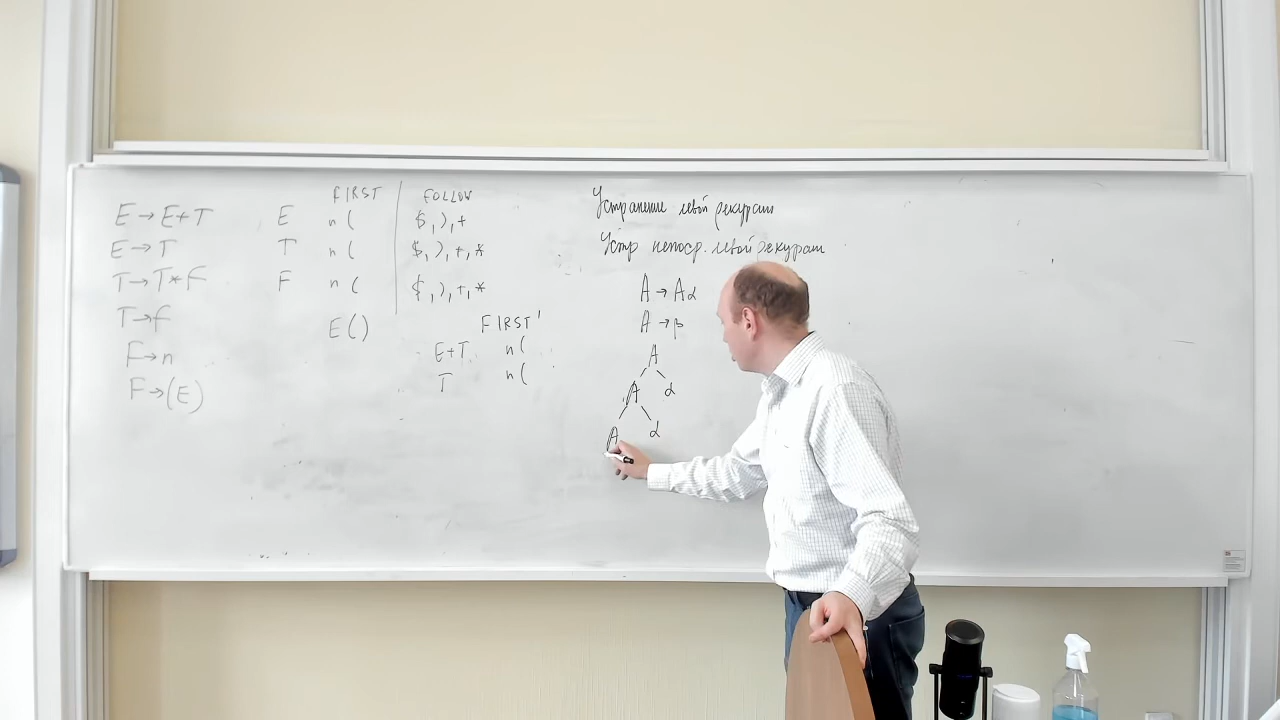 E → E+T
E → T
T → T*F
T → F
F → n
F → (E)
FIRST FOLLOW
E n ( $, ), +
T n ( $, ), +, *
F n ( $, ), +, *
E ( )
FIRST'
E+T n (
T n (
Устранение левой рекурсии
Устр непоср. левой рекурсии
A → Aα
A → β
A
A α
A α